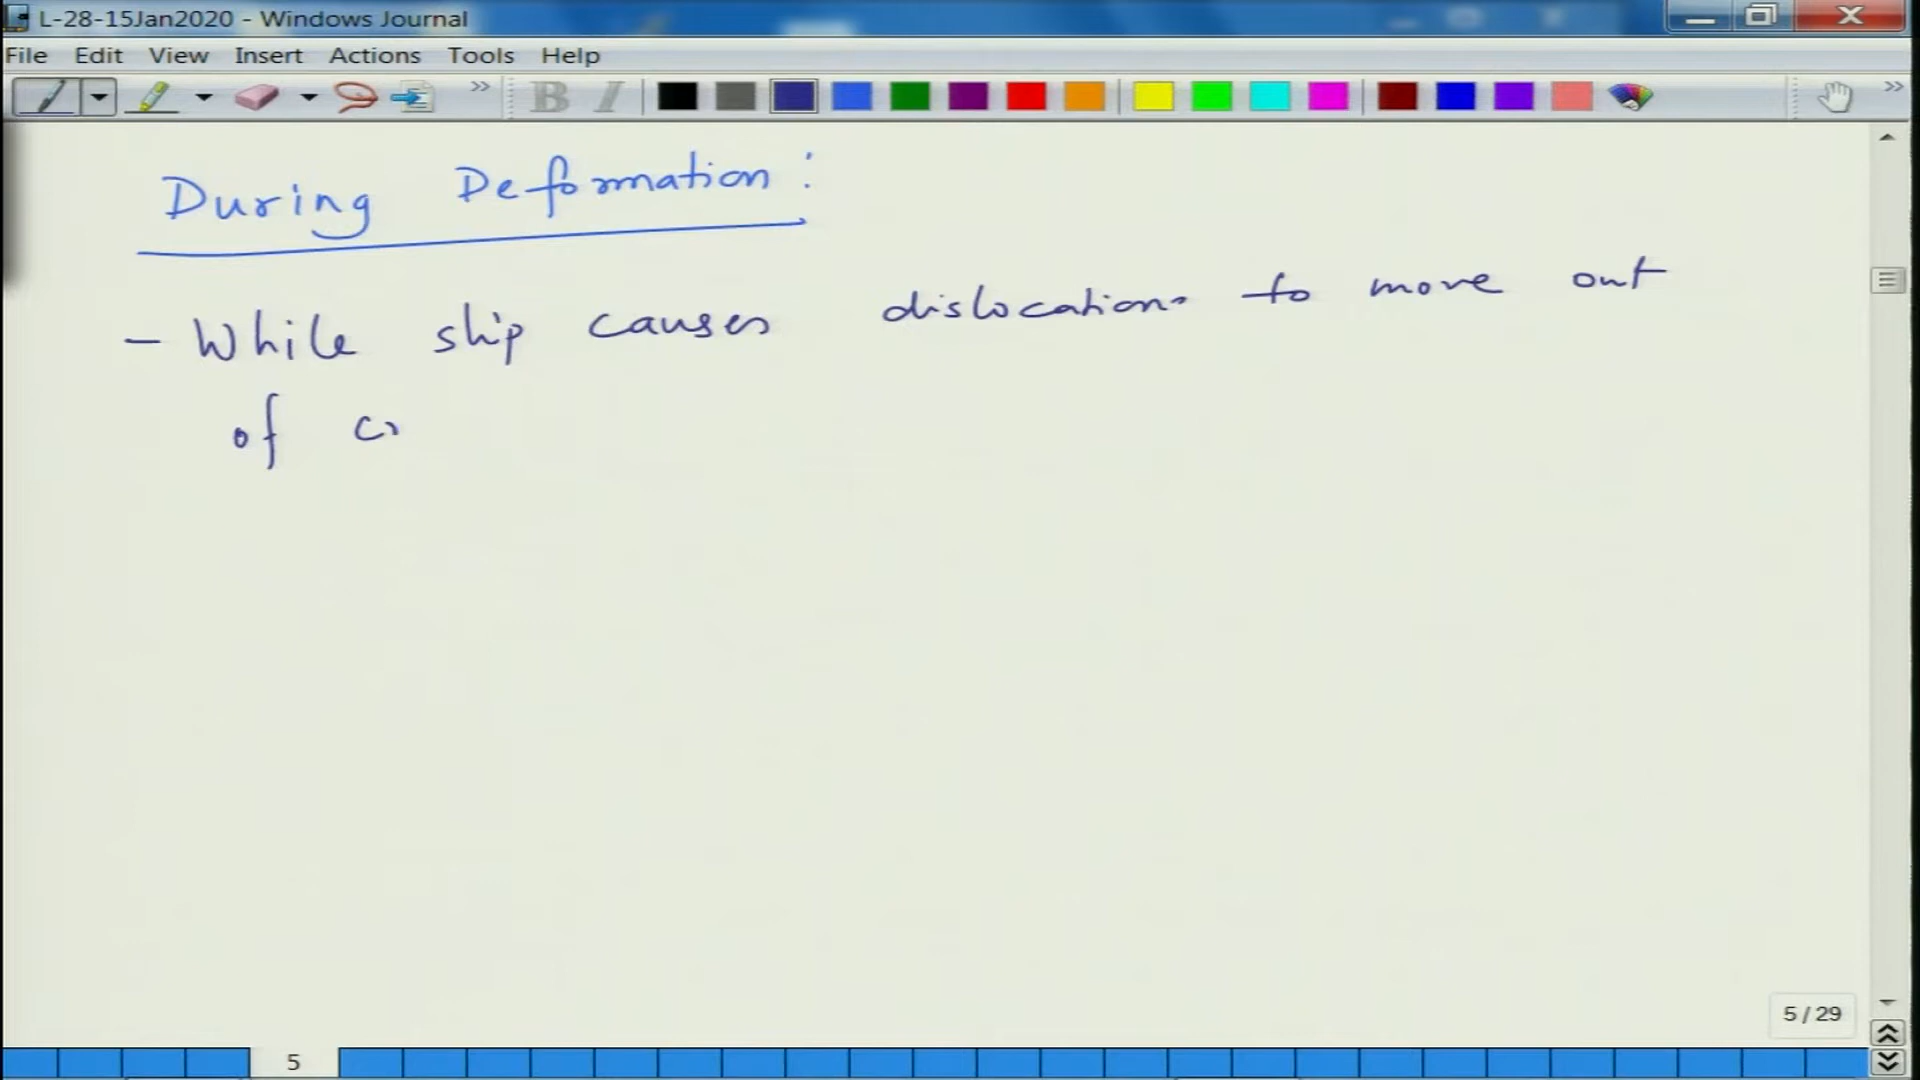 L-28-15Jan2020 - Windows Journal
File Edit View Insert Actions Tools Help
B I
During Deformation:
- While slip causes dislocations to move out
of cr
5 / 29
5